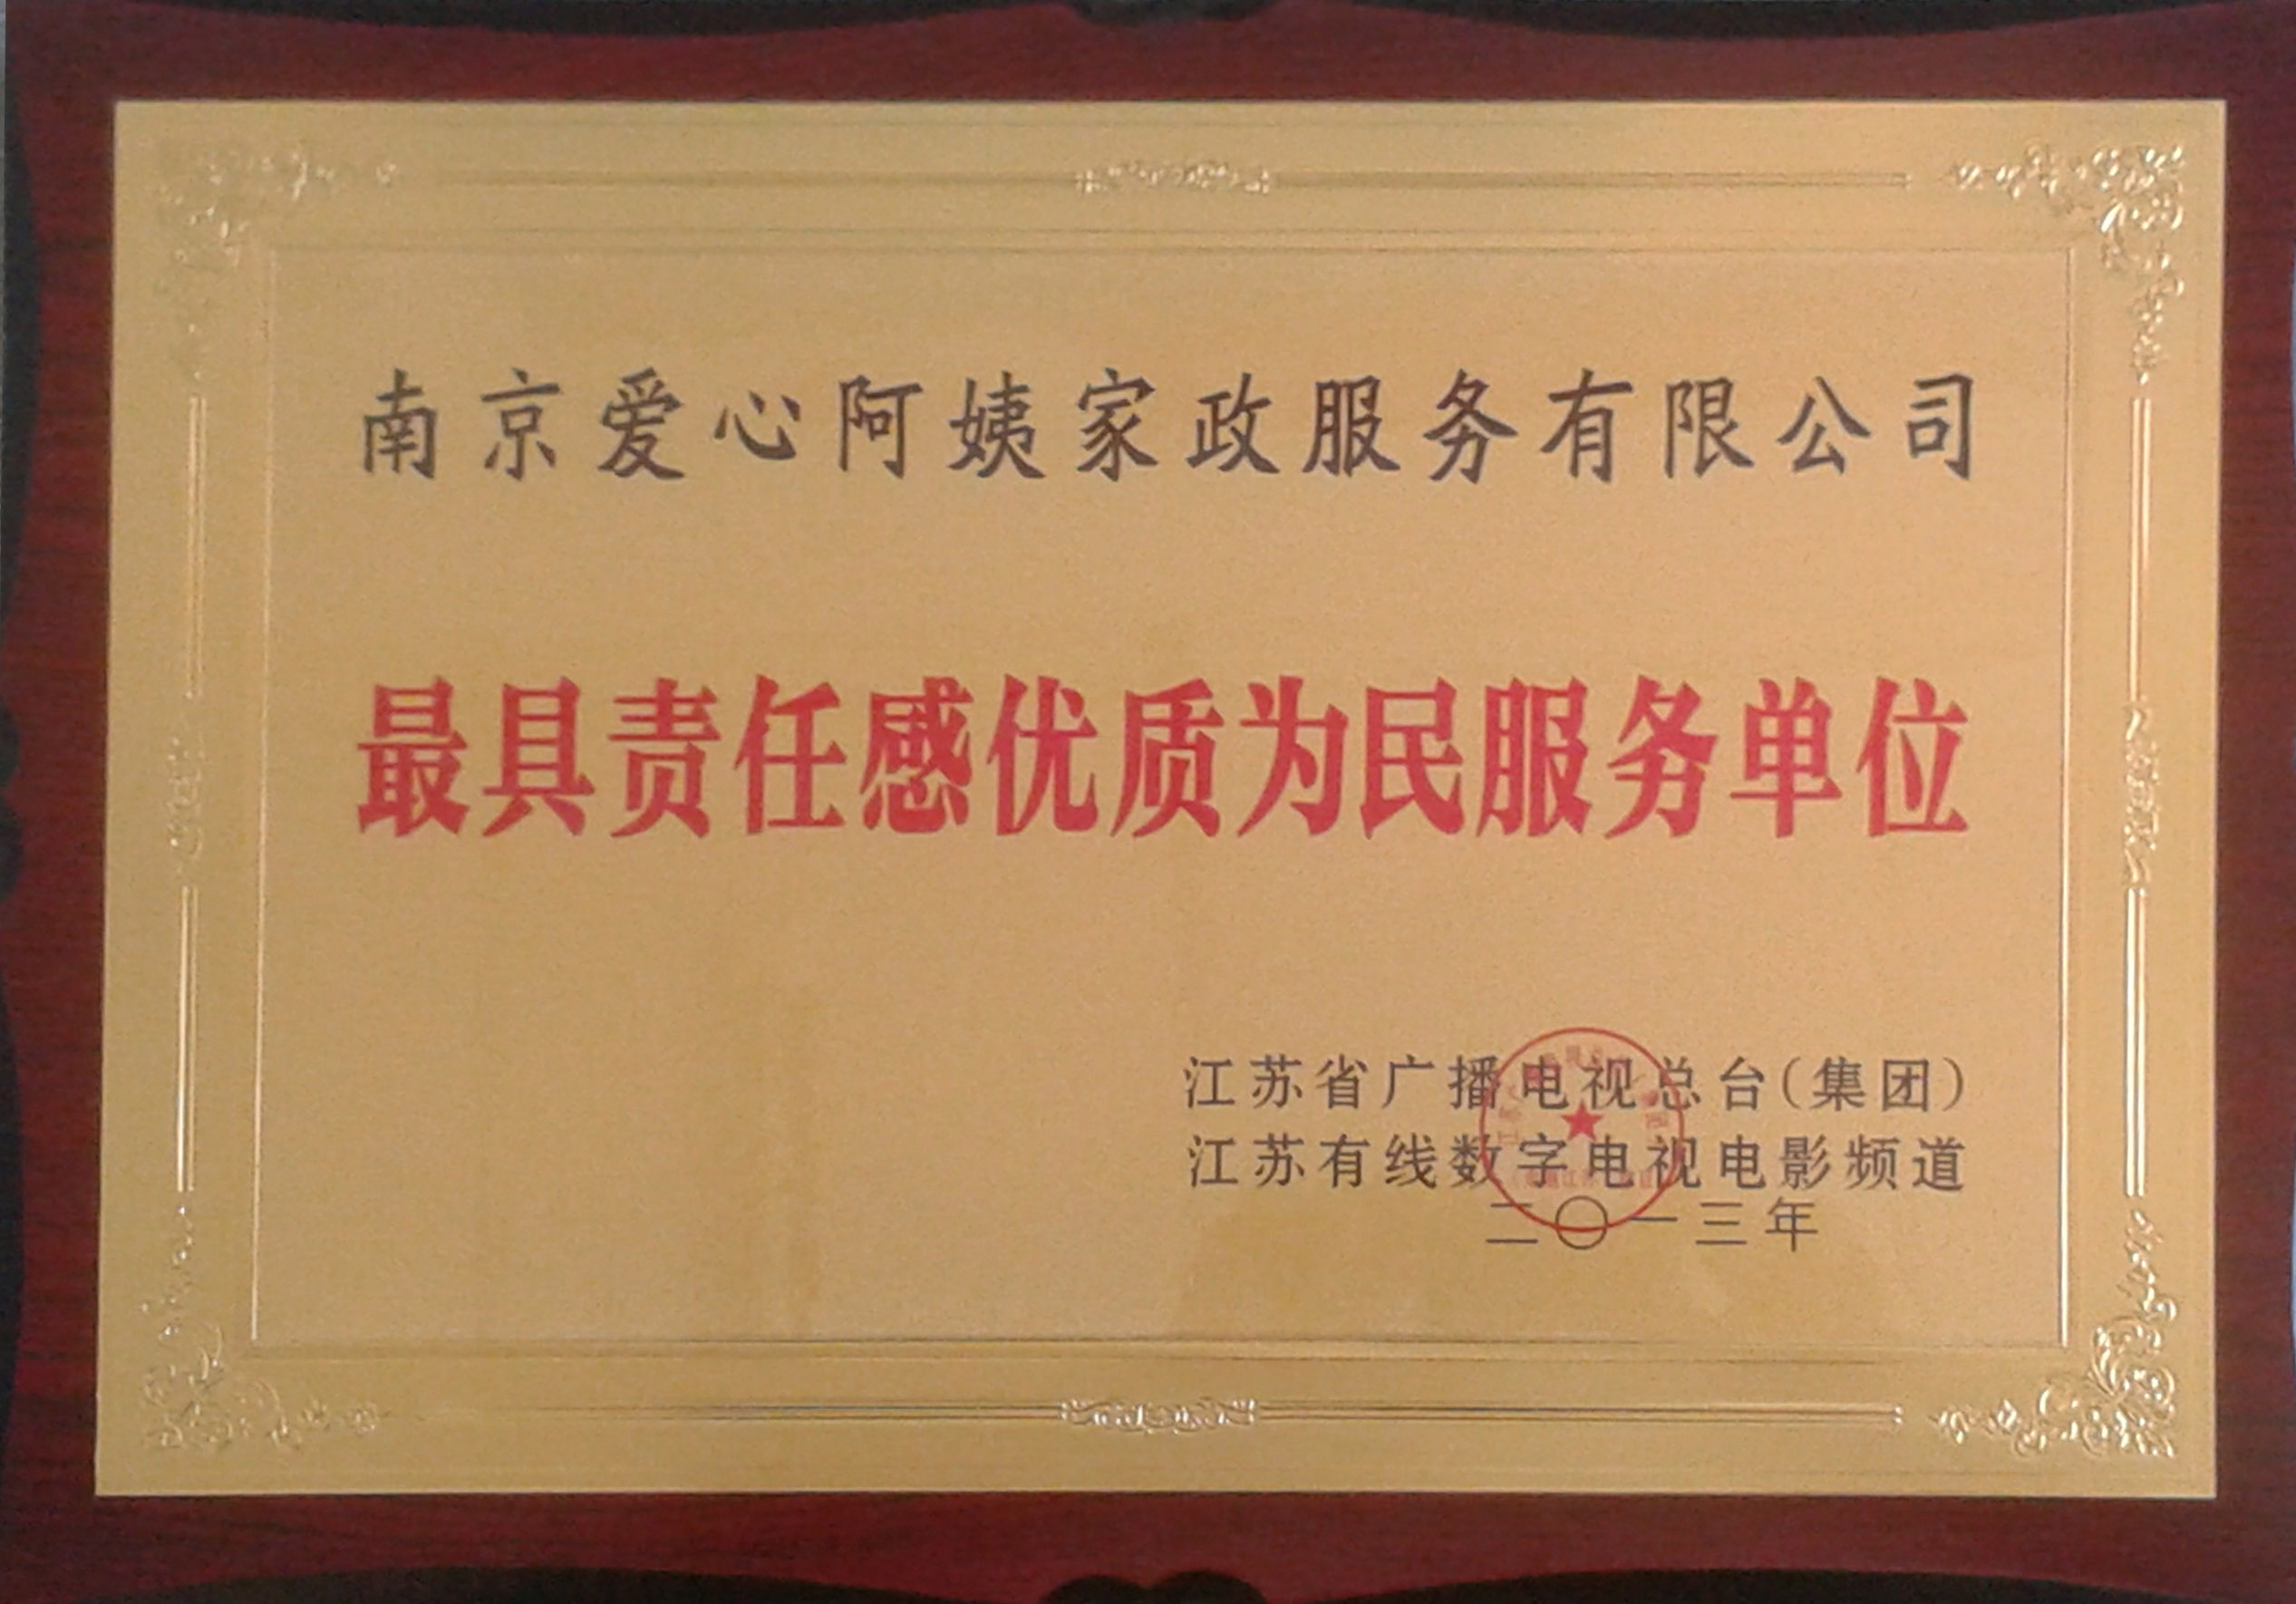 南京爱心阿姨家政服务有限公司
最具责任感优质为民服务单位
江苏省广播电视总台(集团)
江苏有线数字电视电影频道
二〇一三年